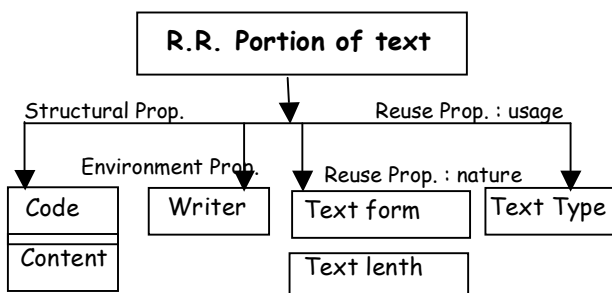 R.R. Portion of text
Structural Prop.
Reuse Prop. : usage
Environment Prop.
Reuse Prop. : nature
Code
Writer
Text form
Text Type
Content
Text lenth